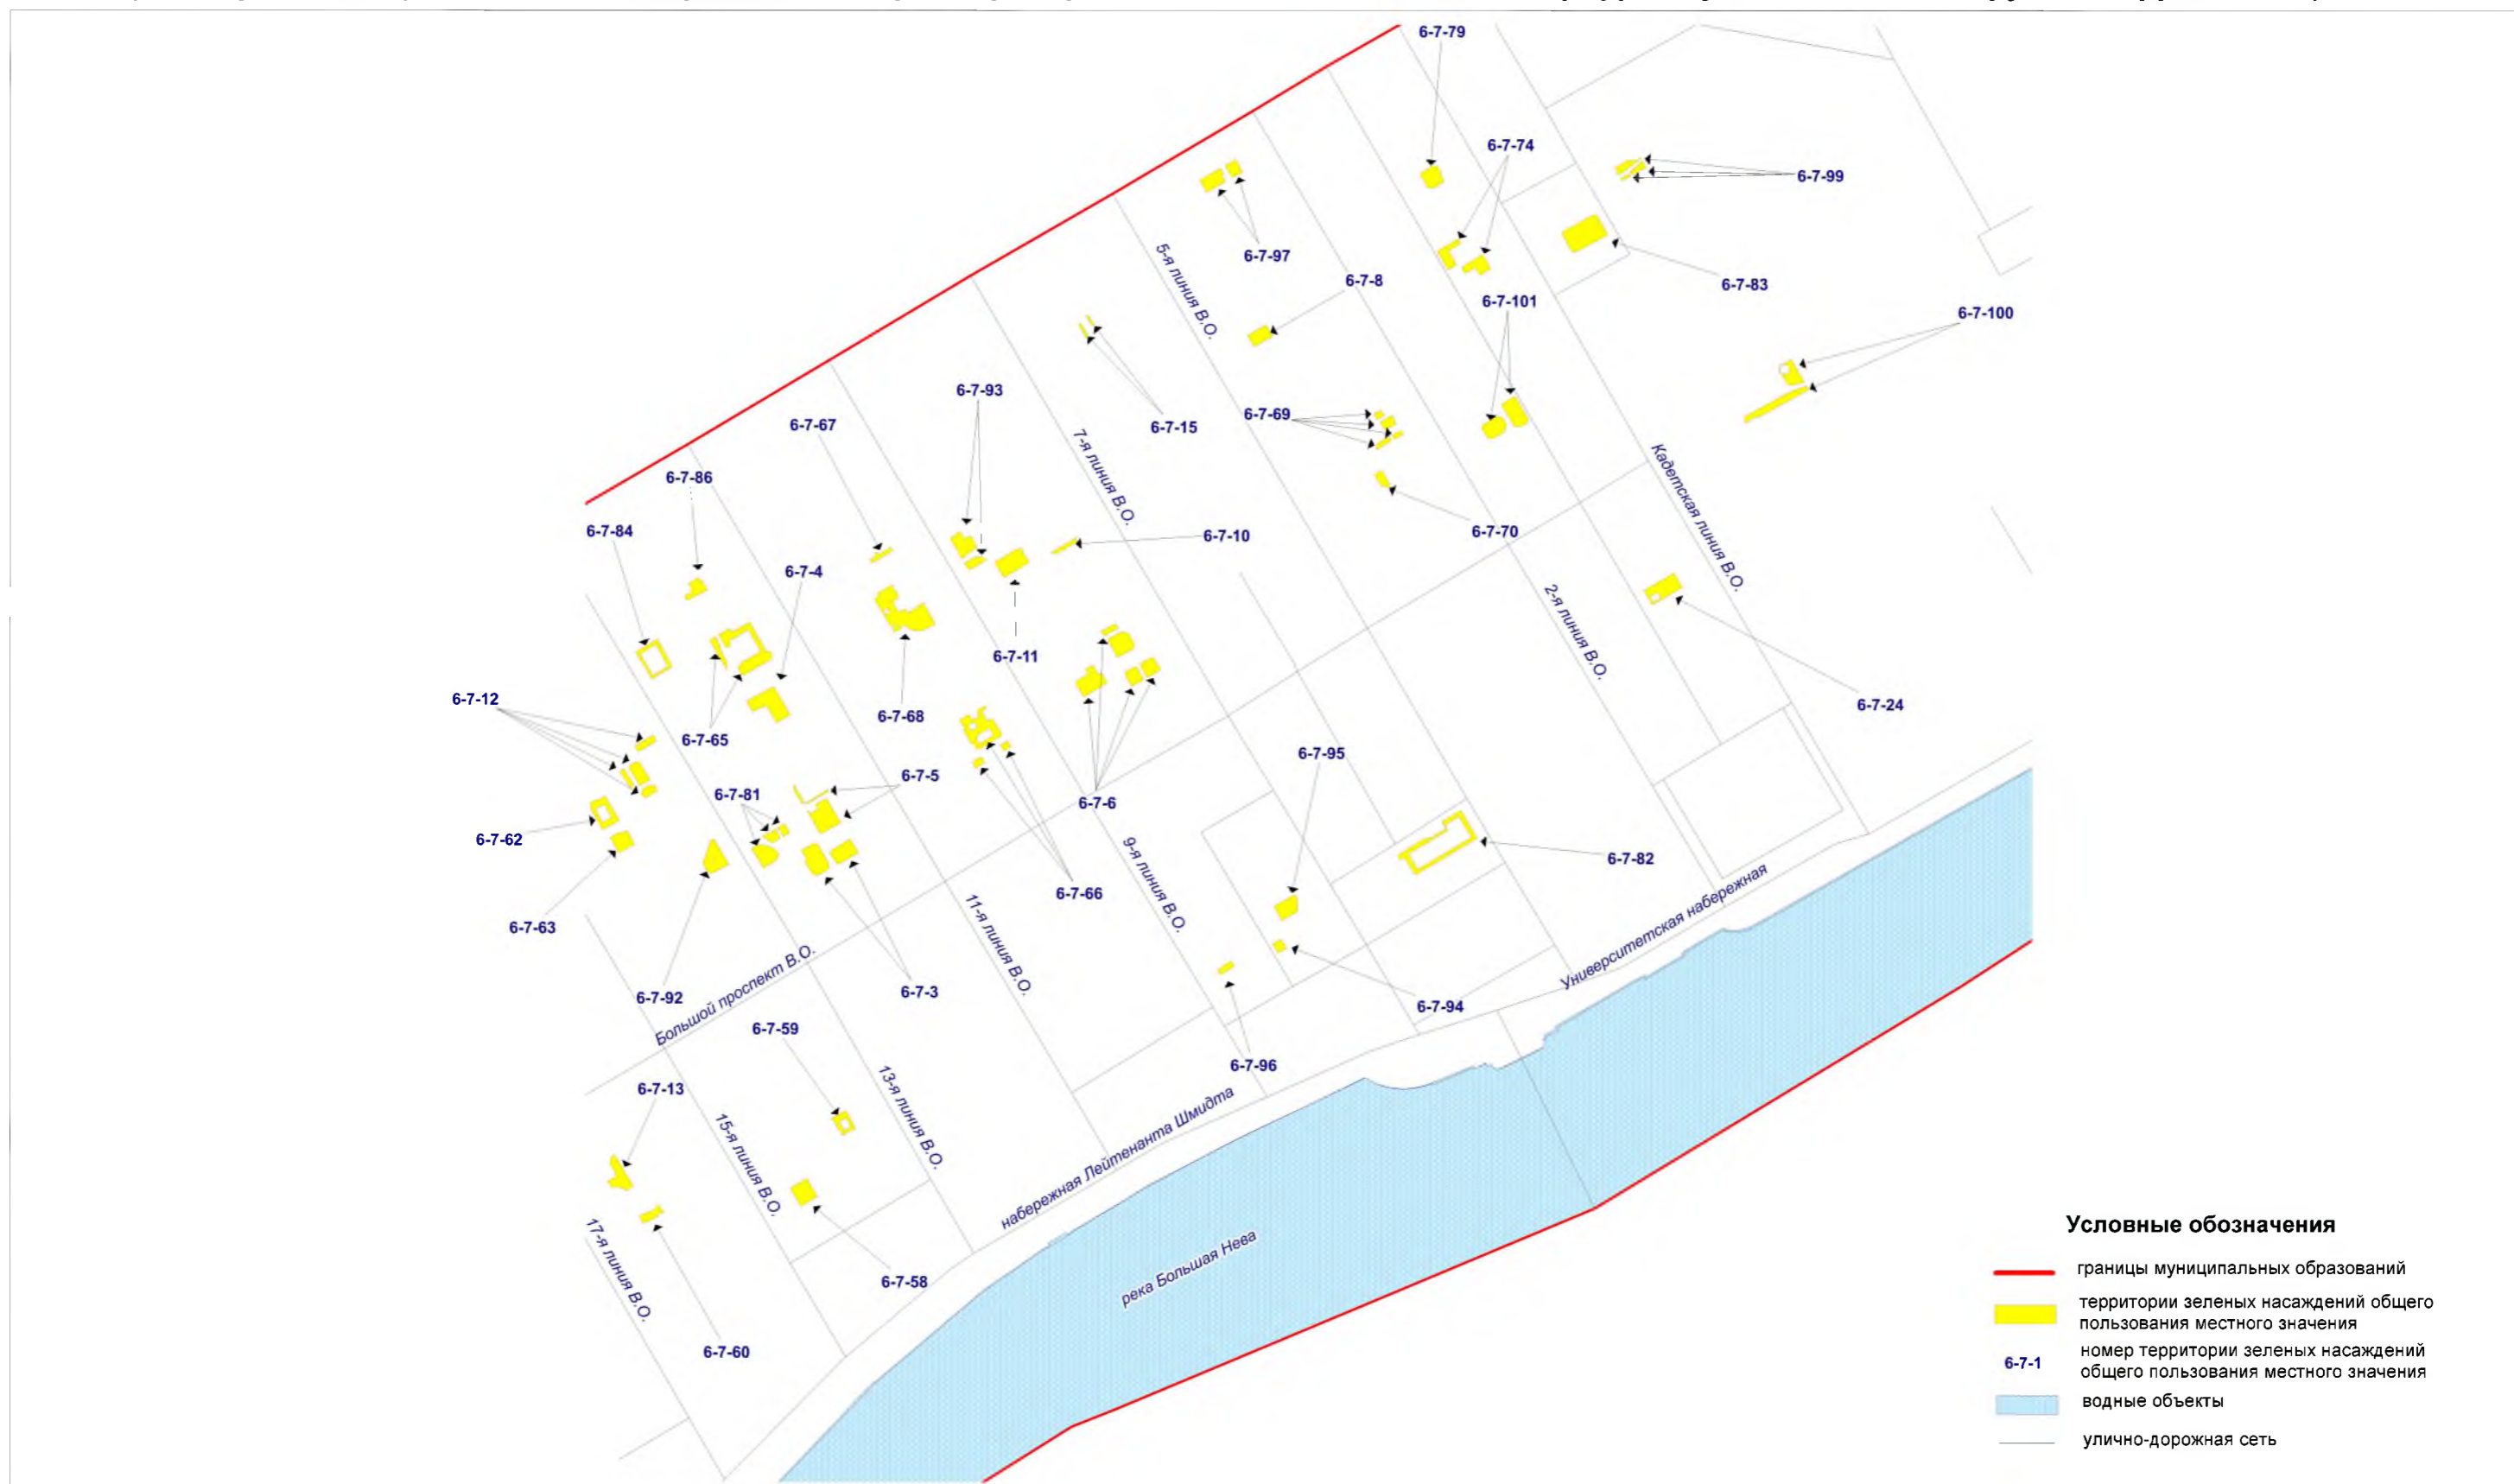 6-7-79
6-7-74
6-7-99
6-7-97
6-7-8
6-7-83
6-7-101
6-7-100
5-я линия В.О.
6-7-93
6-7-69
6-7-67
6-7-15
7-я линия В.О.
Кадетская линия В.О.
6-7-86
6-7-84
6-7-10
6-7-70
6-7-4
2-я линия В.О.
6-7-11
6-7-12
6-7-24
6-7-68
6-7-65
6-7-95
6-7-5
6-7-81
6-7-6
6-7-62
6-7-82
9-я линия В.О.
6-7-66
11-я линия В.О.
6-7-63
Университетская набережная
6-7-92
Большой проспект В.О.
6-7-3
6-7-94
6-7-59
6-7-96
13-я линия В.О.
6-7-13
15-я линия В.О.
набережная Лейтенанта Шмидта
17-я линия В.О.
6-7-58
река Большая Нева
6-7-60
Условные обозначения
границы муниципальных образований
территории зеленых насаждений общего
пользования местного значения
6-7-1
номер территории зеленых насаждений
общего пользования местного значения
водные объекты
улично-дорожная сеть